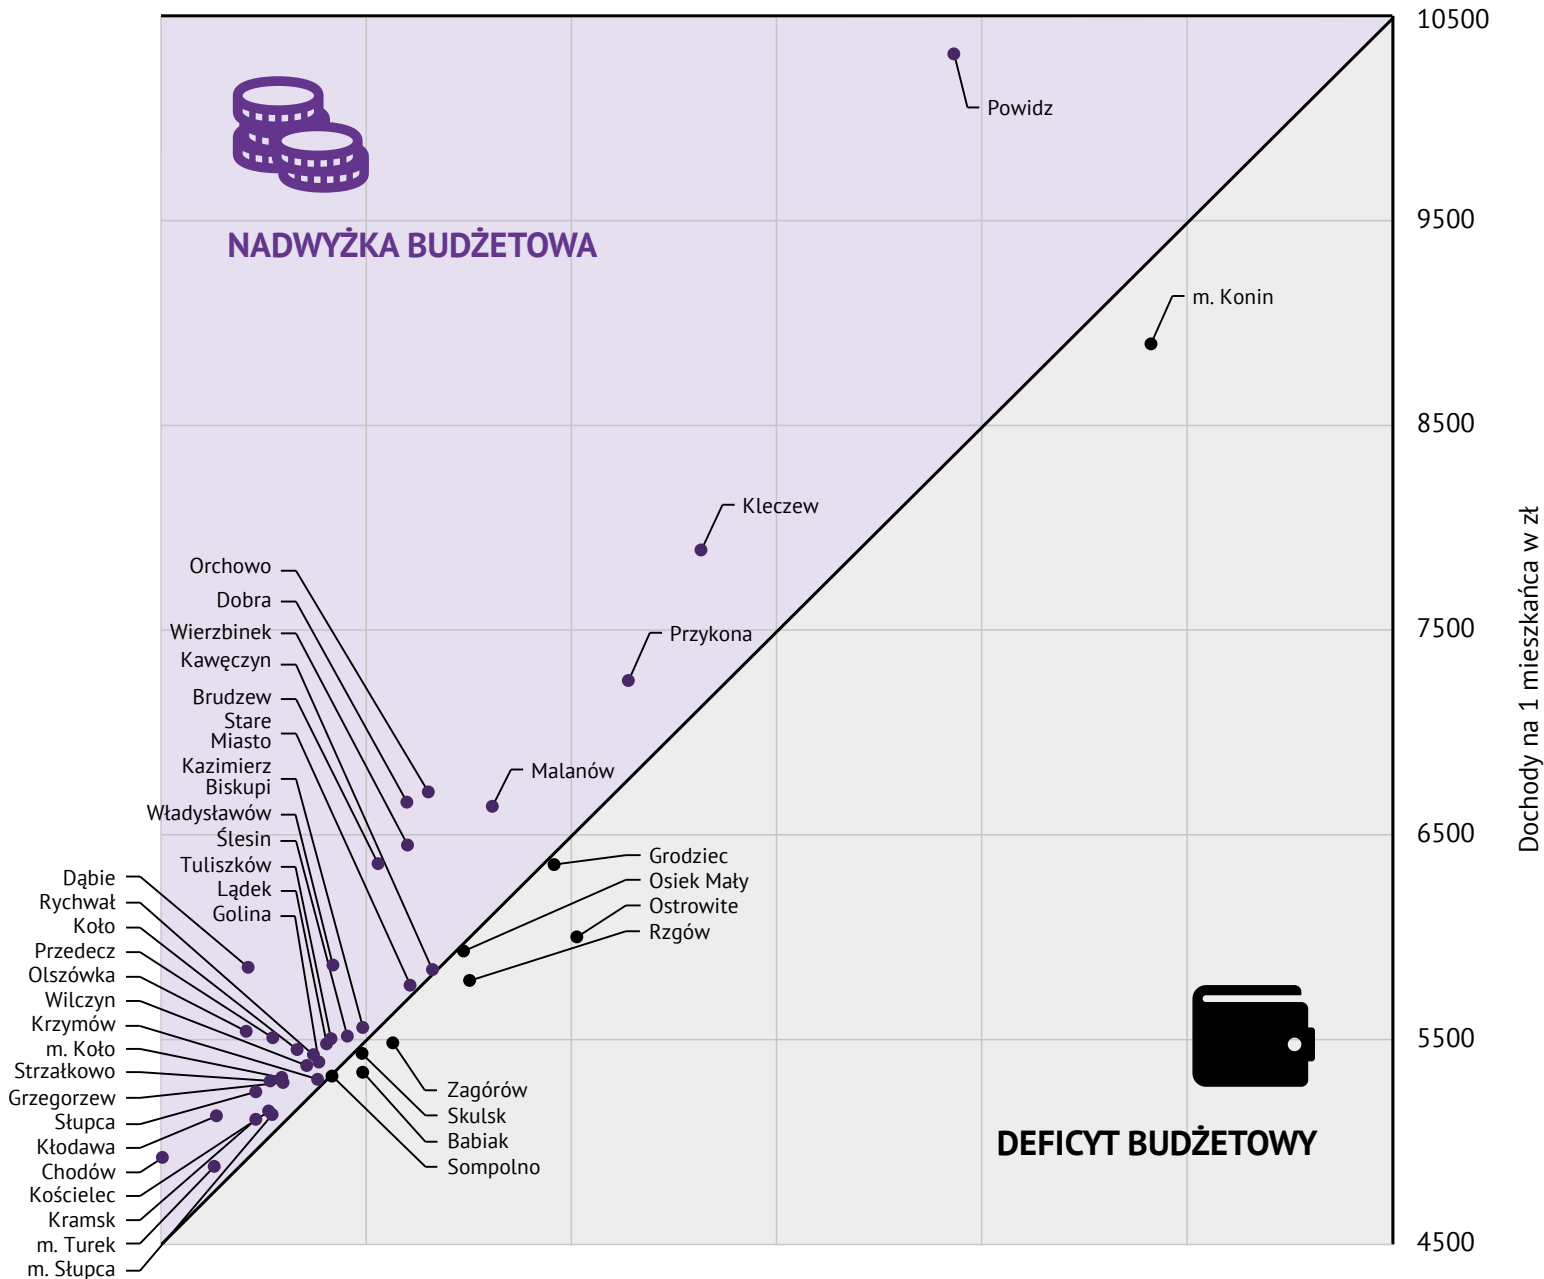 10500
Powidz
9500
NADWYŻKA BUDŻETOWA
m. Konin
8500
Kleczew
Orchowo
Dobra
Wierzbinek
Kawęczyn
Przykona
7500
Brudzew
Stare
Miasto
Kazimierz
Biskupi
Malanów
Władysławów
Ślesin
6500
Tuliszków
Lądek
Golina
Grodziec
Osiek Mały
Ostrowite
Rzgów
Dochody na 1 mieszkańca w zł
Dąbie
Rychwał
Koło
Przedecz
Olszówka
Wilczyn
Krzymów
m. Koło
Strzałkowo
Grzegorzew
Słupca
Kłodawa
Chodów
Kościelec
Kramsk
m. Turek
m. Słupca
5500
Zagórów
Skulsk
Babiak
Sompolno
DEFICYT BUDŻETOWY
4500